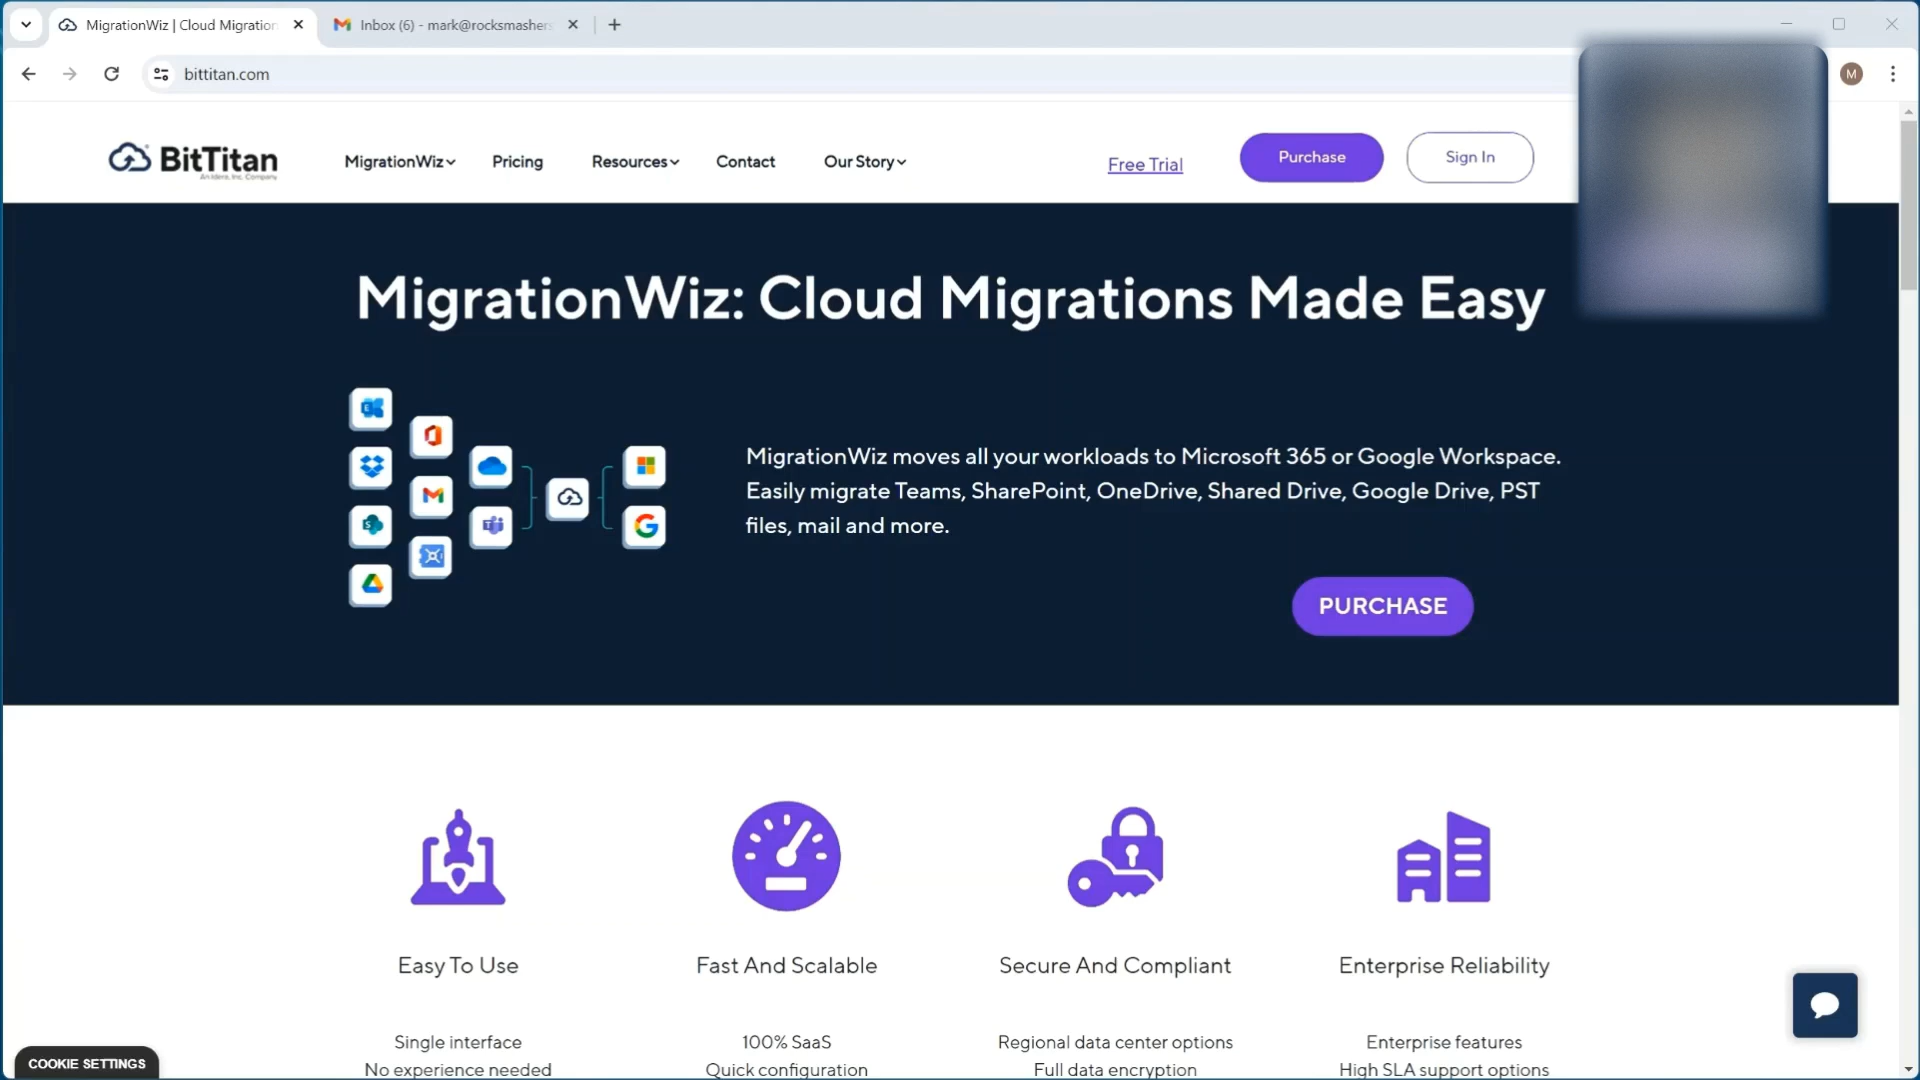 MigrationWiz | Cloud Migration
Inbox (6) - mark@rocksmashers
bittitan.com
M
BitTitan
An Idera, Inc. Company
MigrationWiz
Pricing
Resources
Contact
Our Story
Free Trial
Purchase
Sign In
MigrationWiz: Cloud Migrations Made Easy
MigrationWiz moves all your workloads to Microsoft 365 or Google Workspace.
Easily migrate Teams, SharePoint, OneDrive, Shared Drive, Google Drive, PST
files, mail and more.
PURCHASE
Easy To Use
Fast And Scalable
Secure And Compliant
Enterprise Reliability
Single interface
100% SaaS
Regional data center options
Enterprise features
No experience needed
Quick configuration
Full data encryption
High SLA support options
COOKIE SETTINGS